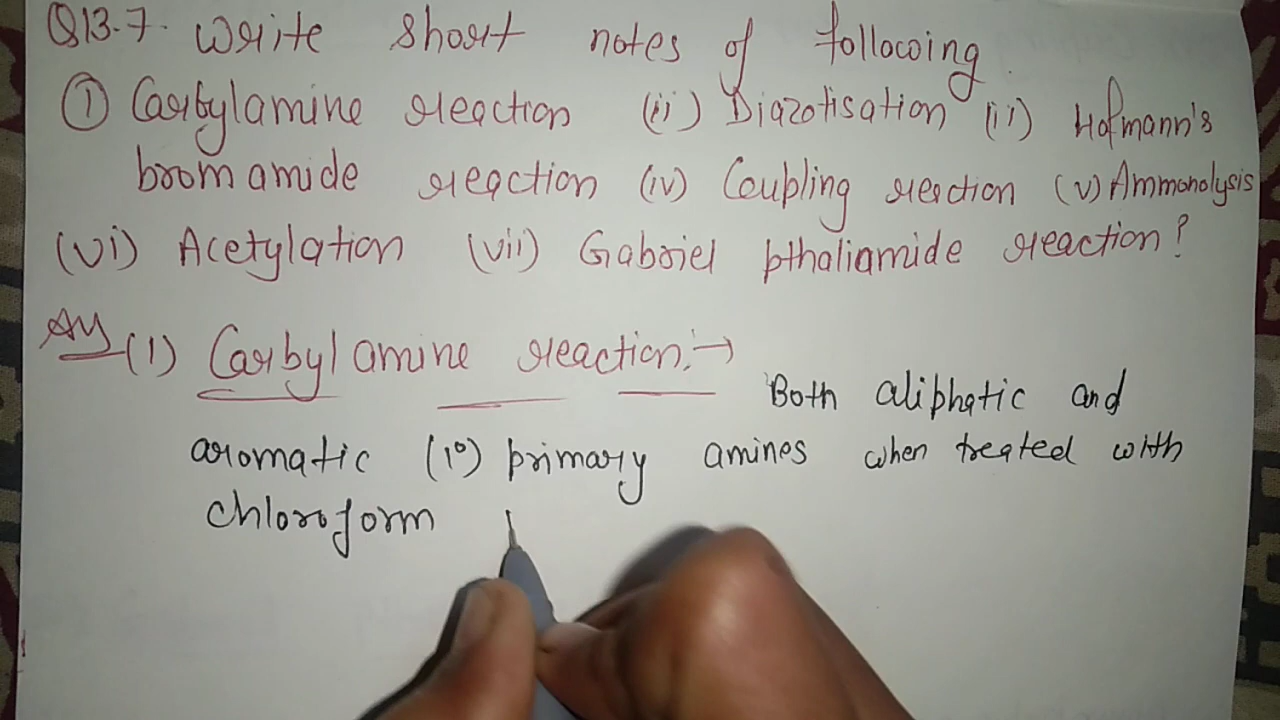 Q13.7. Write short notes of following.
(1) Carbylamine reaction (ii) Diazotisation (ii) Hofmann's
bromamide reaction (iv) Coupling reaction (v) Ammonolysis
(vi) Acetylation (vii) Gabriel pthaliamide reaction?
Ans (1) Carbylamine reaction:→
Both aliphatic and
aromatic (1°) primary amines when treated with
chloroform